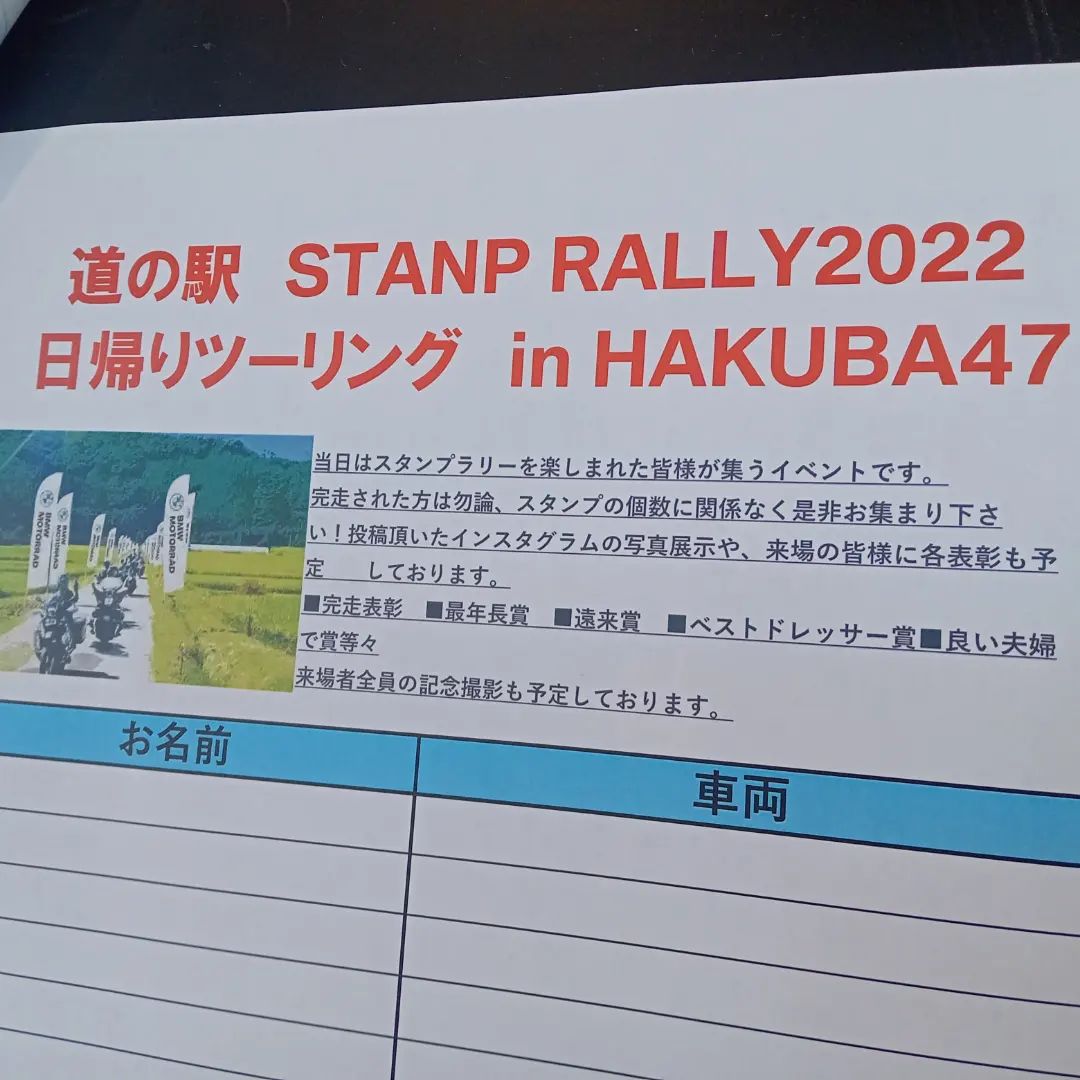 道の駅 STANP RALLY2022
日帰りツーリング in HAKUBA47
当日はスタンプラリーを楽しまれた皆様が集うイベントです。
完走された方は勿論、スタンプの個数に関係なく是非お集まり下さ
い！投稿頂いたインスタグラムの写真展示や、来場の皆様に各表彰も予
定 しております。
■完走表彰 ■最年長賞 ■遠来賞 ■ベストドレッサー賞■良い夫婦
で賞等々
来場者全員の記念撮影も予定しております。
BMW MOTORRAD
BMW MOTORRAD
BMW MOTORRAD
お名前 車両